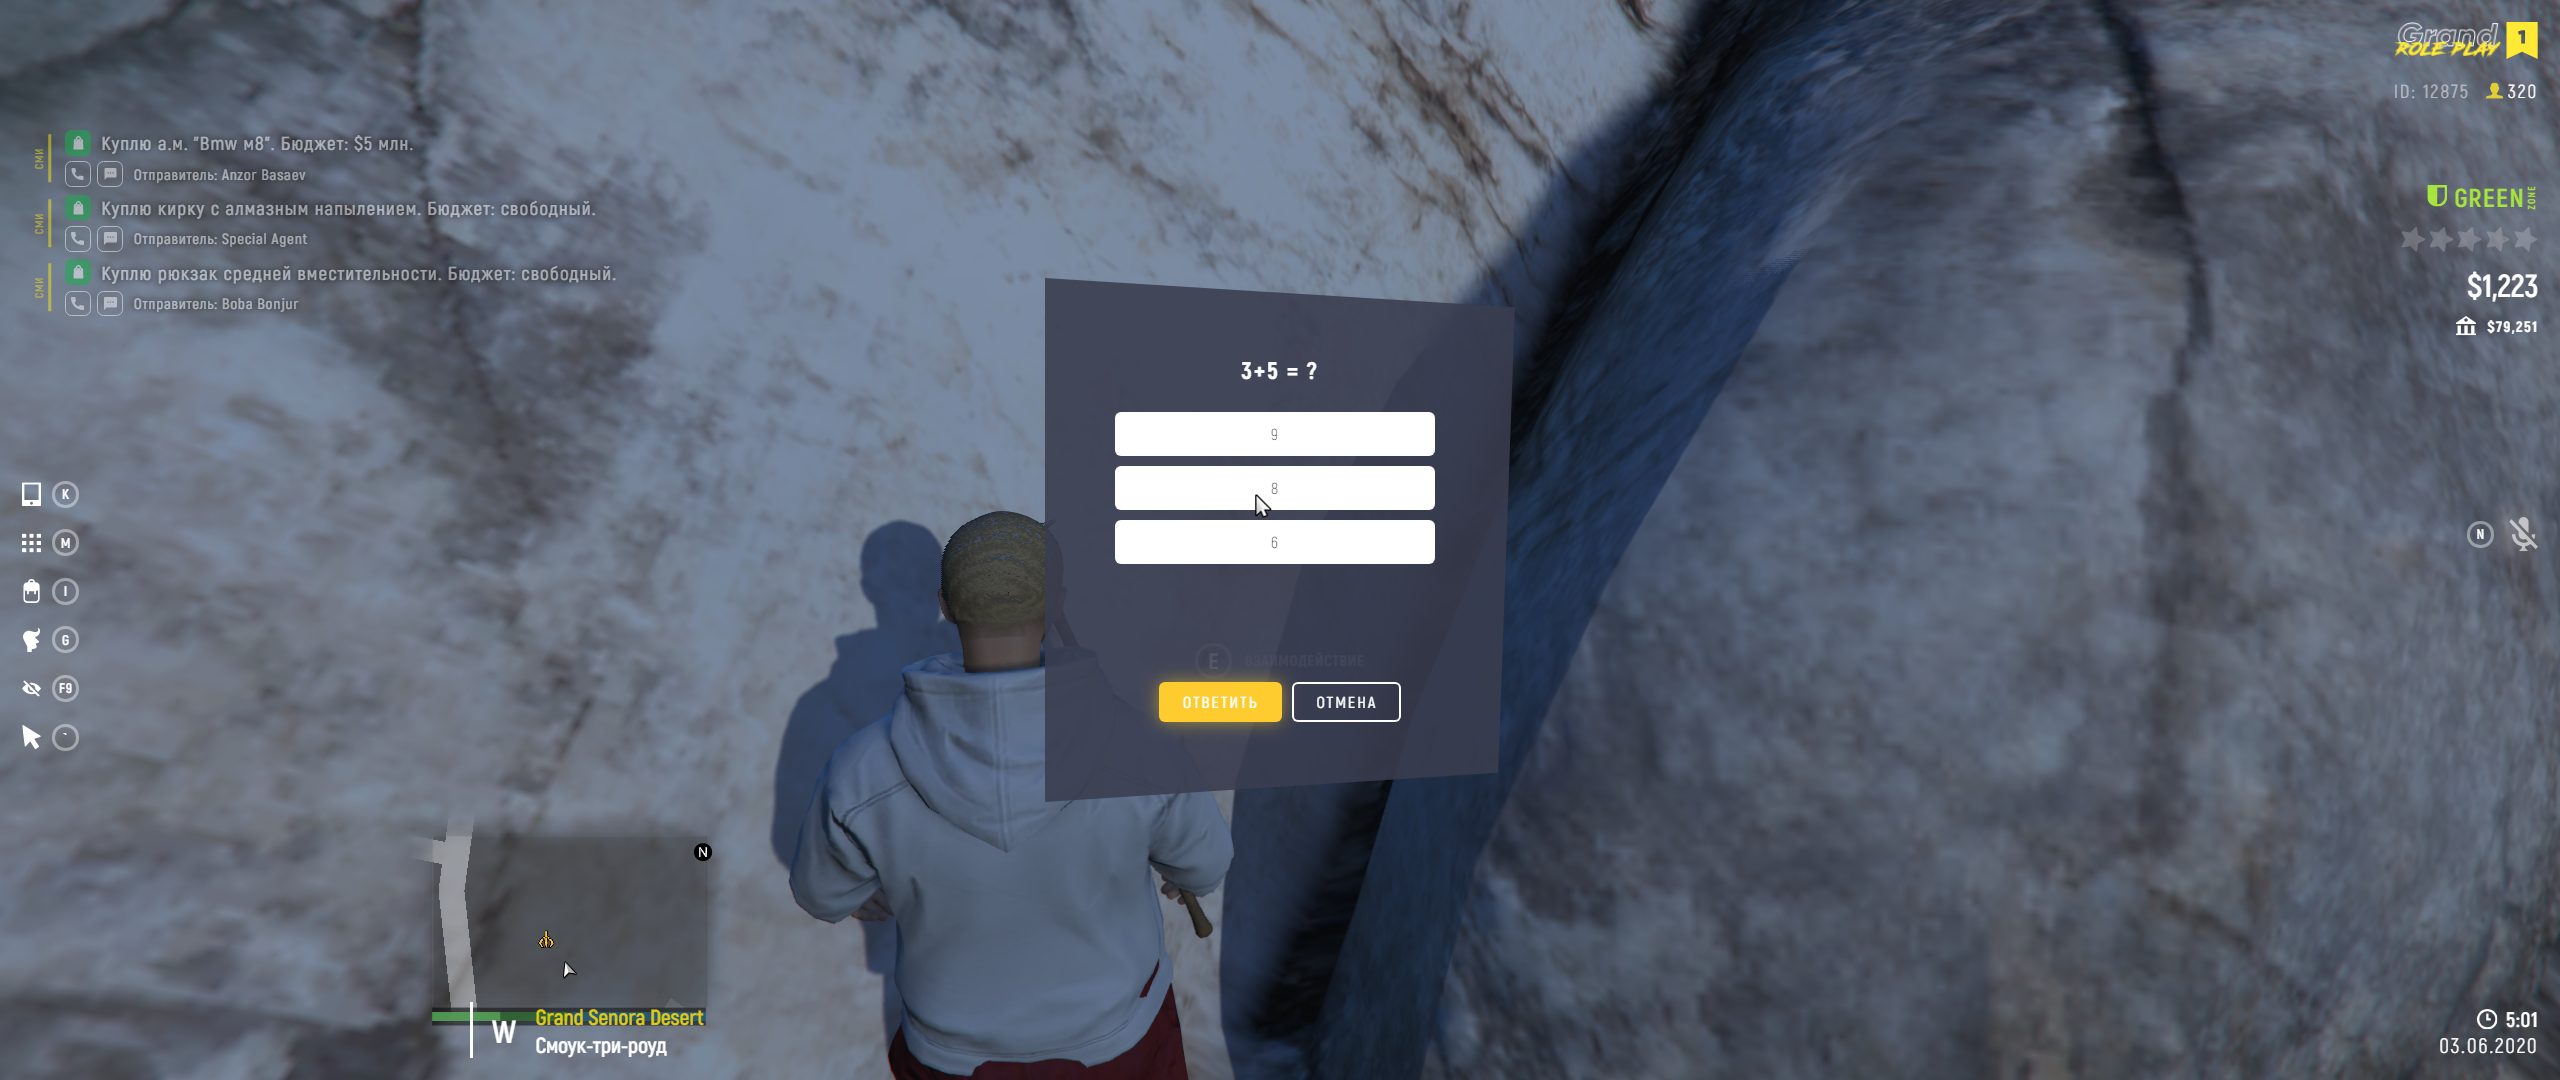 Grand
ROLE PLAY
1
ID: 12875 320
СМИ
Куплю а.м. "Bmw м8". Бюджет: $5 млн.
Отправитель: Anzor Basaev
СМИ
Куплю кирку с алмазным напылением. Бюджет: свободный.
Отправитель: Special Agent
СМИ
Куплю рюкзак средней вместительности. Бюджет: свободный.
Отправитель: Boba Bonjur
GREEN ZONE
$1,223
$79,251
3+5 = ?
9
8
6
K
M
I
G
F9
`
N
E ВЗАИМОДЕЙСТВИЕ
ОТВЕТИТЬ
ОТМЕНА
N
W
Grand Senora Desert
Смоук-три-роуд
5:01
03.06.2020